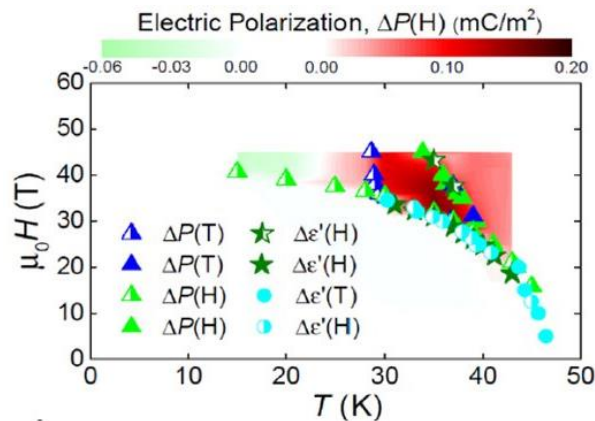 Electric Polarization, ΔP(H) (mC/m²)
-0.06 -0.03 0.00 0.00 0.10 0.20
60
50
40
30
20
10
0
μ₀H (T)
ΔP(T) Δε'(H)
ΔP(T) Δε'(H)
ΔP(H) Δε'(T)
ΔP(H) Δε'(H)
0 10 20 30 40 50
T (K)